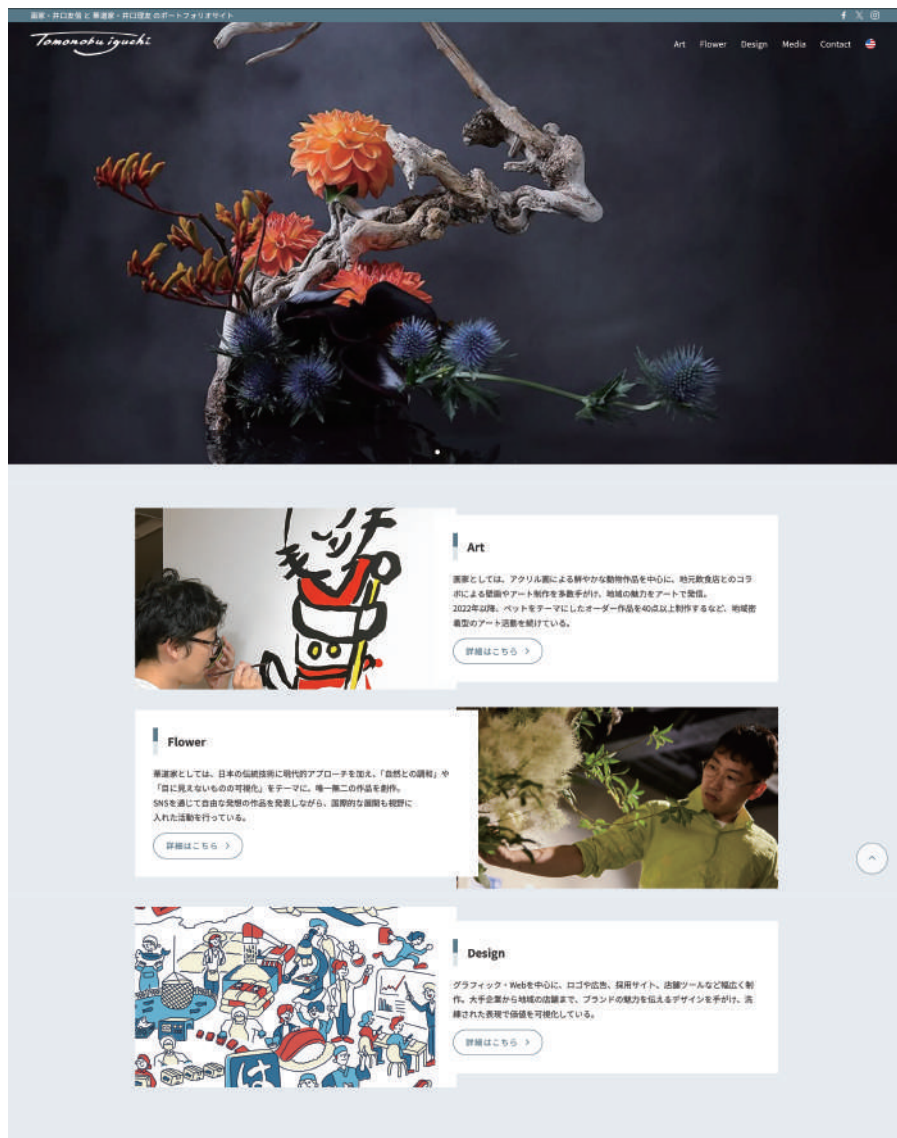 画家・井口友信 と 華道家・井口理友 のポートフォリオサイト
Tomonobu iguchi
Art Flower Design Media Contact
Art
画家としては、アクリル画による鮮やかな動物作品を中心に、地元飲食店とのコラ
ボによる壁画やアート制作を多数手がけ、地域の魅力をアートで発信。
2022年以降、ペットをテーマにしたオーダー作品を40点以上制作するなど、地域密
着型のアート活動を続けている。
詳細はこちら
Flower
華道家としては、日本の伝統技術に現代的アプローチを加え、「自然との調和」や
「目に見えないものの可視化」をテーマに、唯一無二の作品を創作。
SNSを通じて自由な発想の作品を発表しながら、国際的な展開も視野に
入れた活動を行っている。
詳細はこちら
は
Design
グラフィック・Webを中心に、ロゴや広告、採用サイト、店舗ツールなど幅広く制
作。大手企業から地域の店舗まで、ブランドの魅力を伝えるデザインを手がけ、洗
練された表現で価値を可視化している。
詳細はこちら